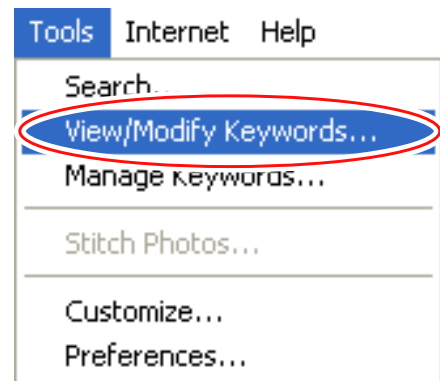 Tools Internet Help
Search...
View/Modify Keywords...
Manage Keywords...
Stitch Photos...
Customize...
Preferences...